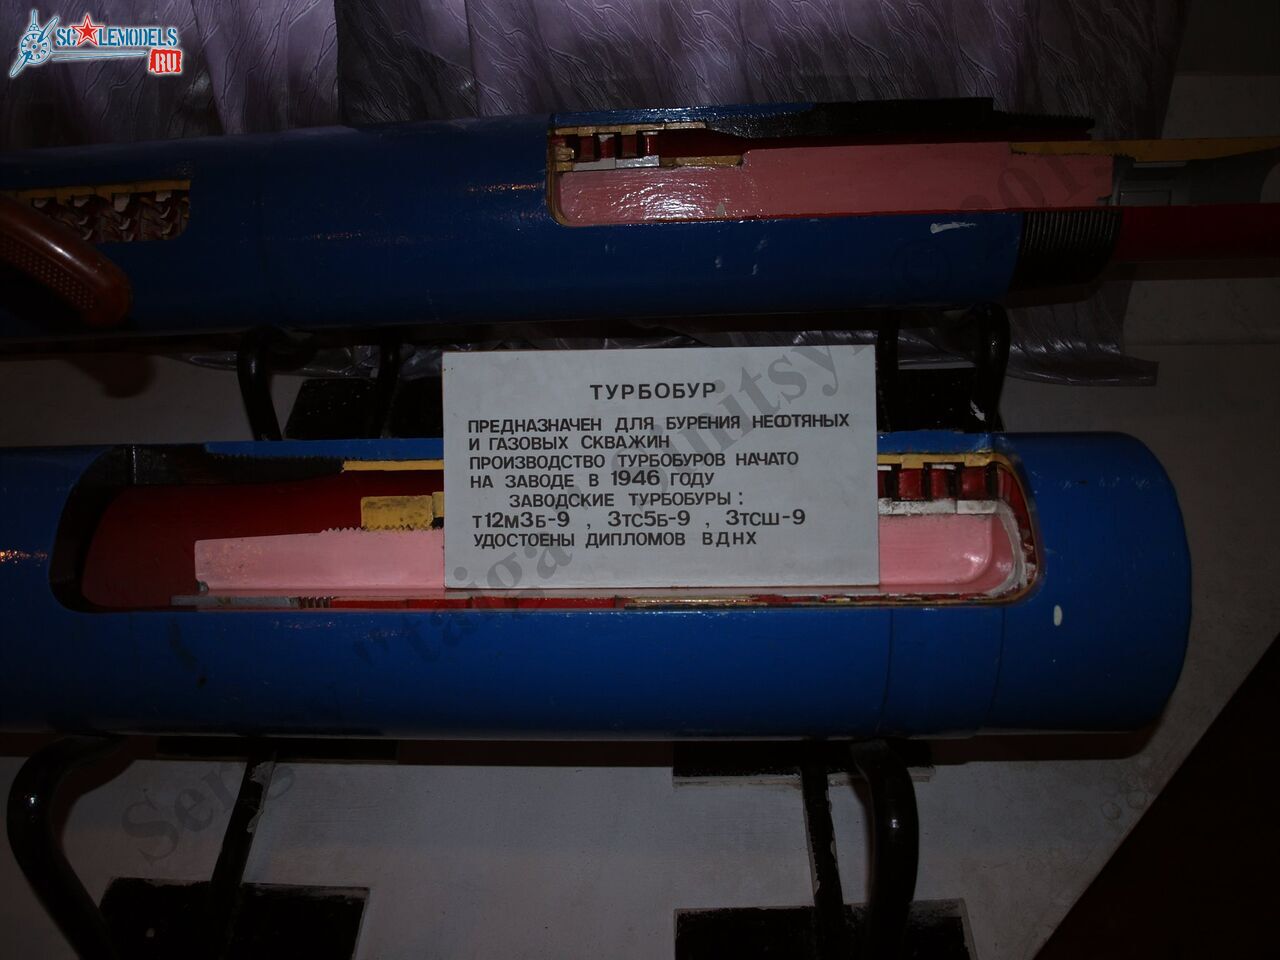 SCALEMODELS
RU
ТУРБОБУР
ПРЕДНАЗНАЧЕН ДЛЯ БУРЕНИЯ НЕФТЯНЫХ
И ГАЗОВЫХ СКВАЖИН
ПРОИЗВОДСТВО ТУРБОБУРОВ НАЧАТО
НА ЗАВОДЕ В 1946 ГОДУ
ЗАВОДСКИЕ ТУРБОБУРЫ :
Т12М3Б-9 , 3ТС5Б-9 , 3ТСШ-9
УДОСТОЕНЫ ДИПЛОМОВ ВДНХ